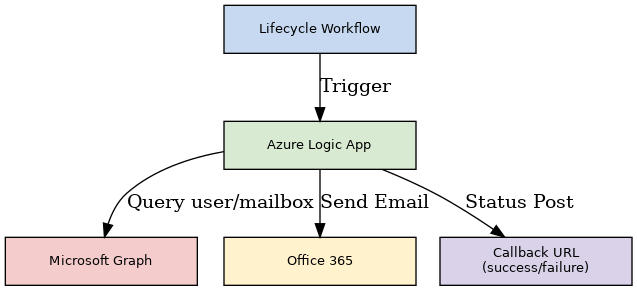 Lifecycle Workflow
Trigger
Azure Logic App
Query user/mailbox
Send Email
Status Post
Microsoft Graph
Office 365
Callback URL
(success/failure)